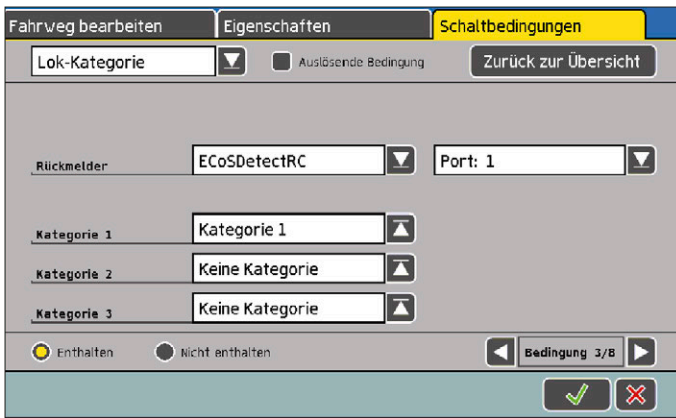 Fahrweg bearbeiten
Eigenschaften
Schaltbedingungen
Lok-Kategorie
Auslösende Bedingung
Zurück zur Übersicht
Rückmelder
ECoSDetectRC
Port: 1
Kategorie 1
Kategorie 1
Kategorie 2
Keine Kategorie
Kategorie 3
Keine Kategorie
Enthalten
Nicht enthalten
Bedingung 3/8